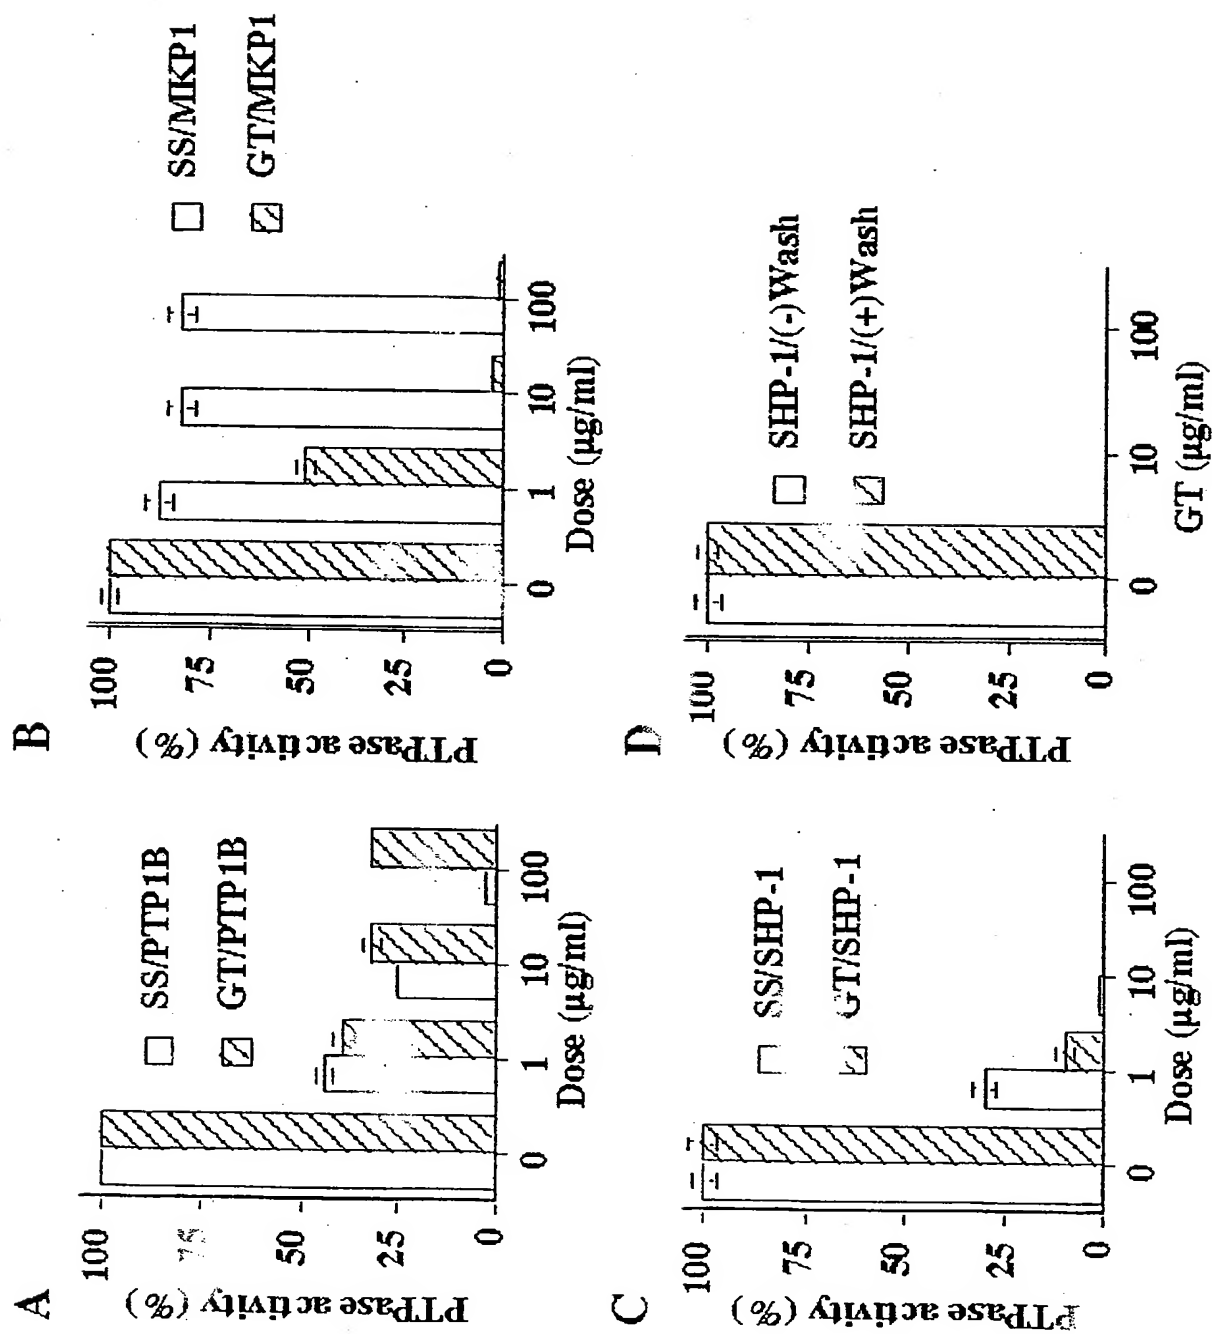 A
PTPase activity (%)
100
75
50
25
0
SS/PTP1B
GT/PTP1B
0 1 10 100
Dose (µg/ml)
B
PTPase activity (%)
100
75
50
25
0
SS/MKP1
GT/MKP1
0 1 10 100
Dose (µg/ml)
C
PTPase activity (%)
100
75
50
25
0
SS/SHP-1
GT/SHP-1
0 1 10 100
Dose (µg/ml)
D
PTPase activity (%)
100
75
50
25
0
SHP-1/(-)Wash
SHP-1/(+)Wash
0 10 100
GT (µg/ml)